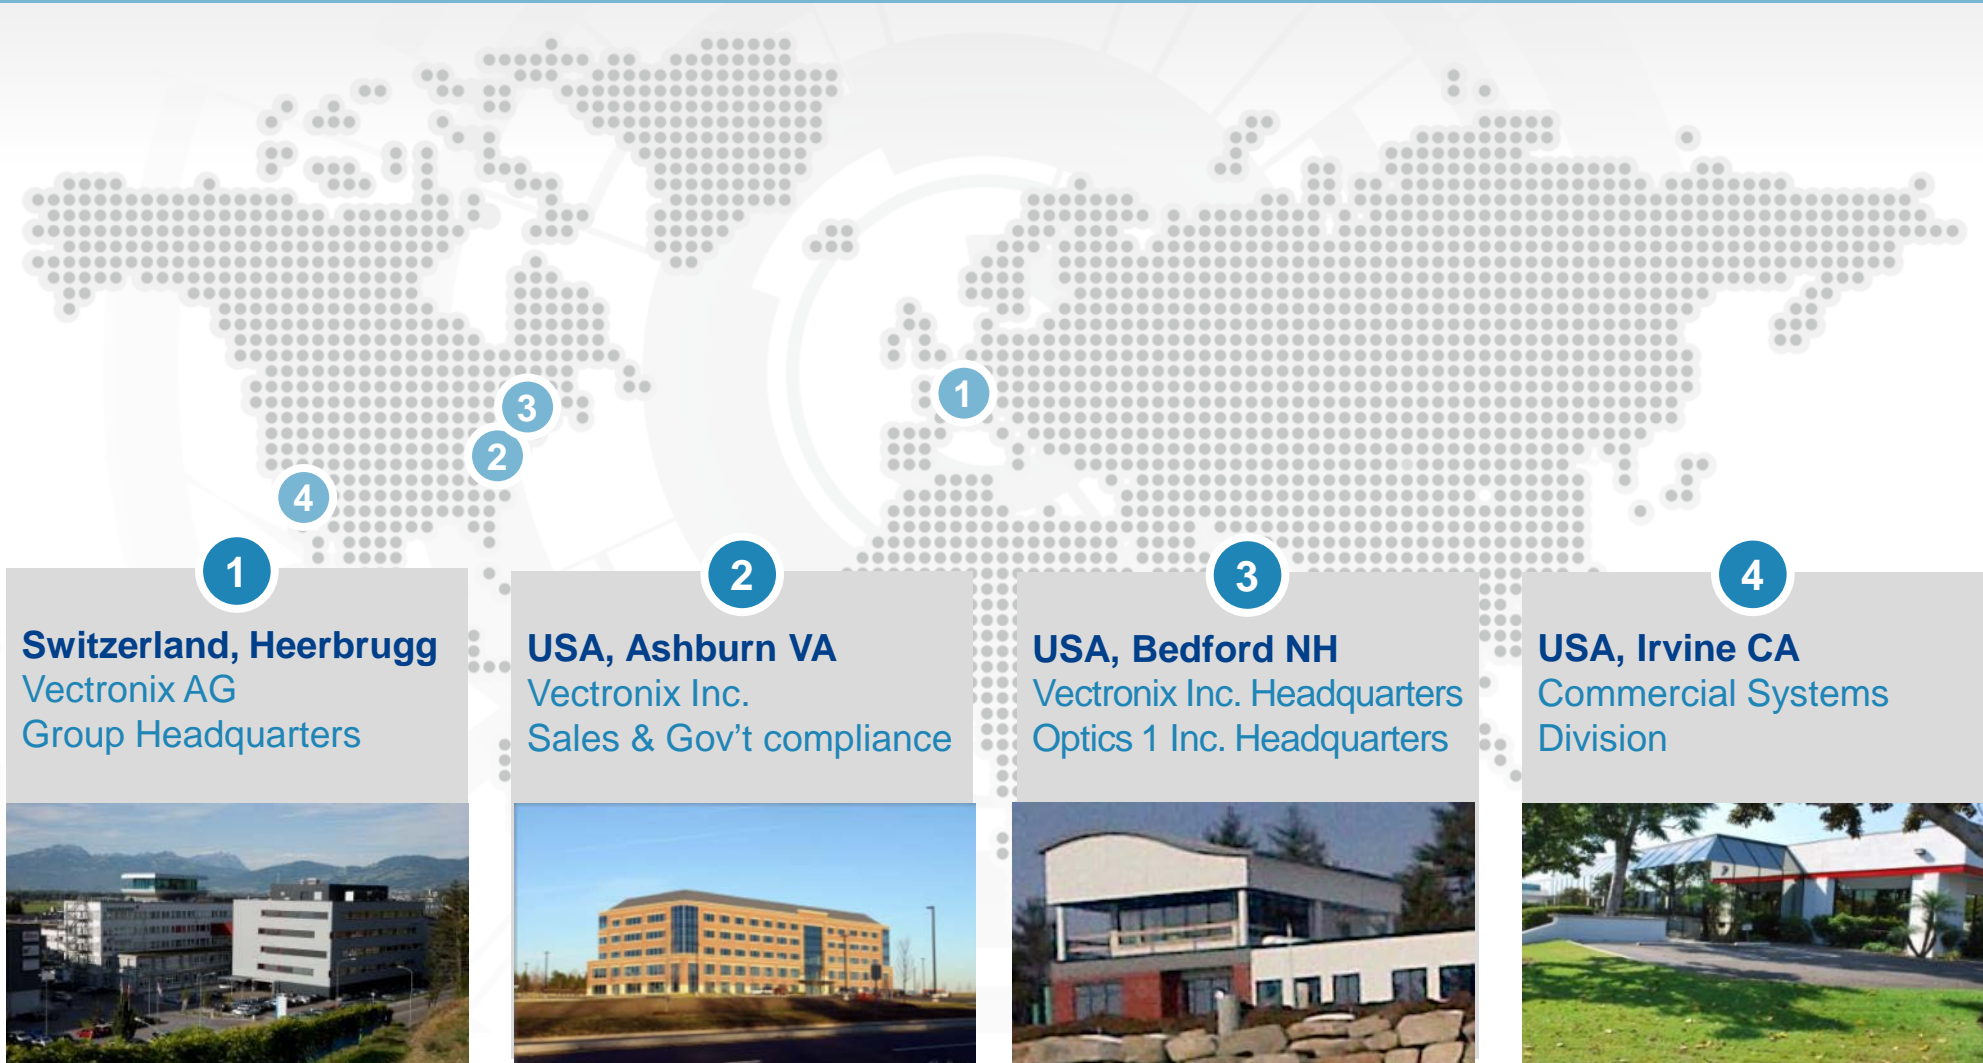 3
1
2
4
1
Switzerland, Heerbrugg
Vectronix AG
Group Headquarters
2
USA, Ashburn VA
Vectronix Inc.
Sales & Gov't compliance
3
USA, Bedford NH
Vectronix Inc. Headquarters
Optics 1 Inc. Headquarters
4
USA, Irvine CA
Commercial Systems
Division